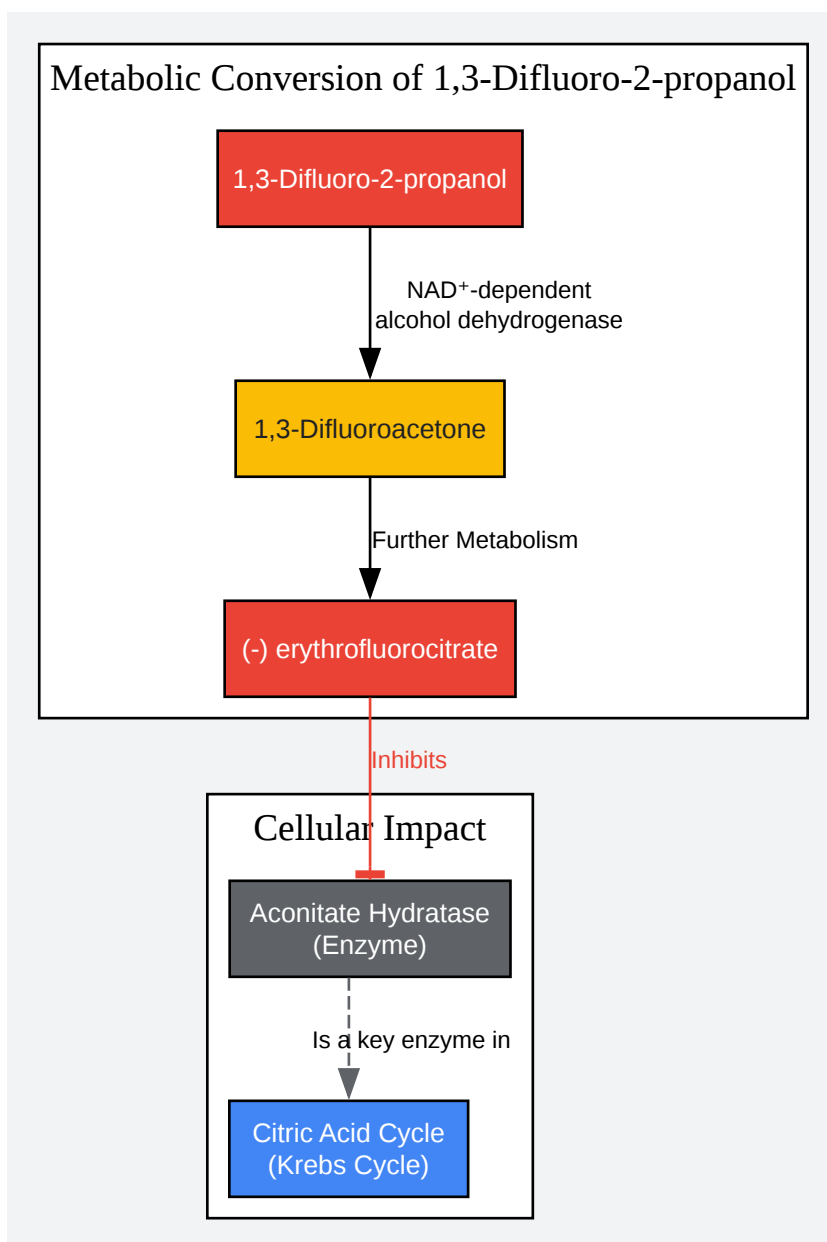 Metabolic Conversion of 1,3-Difluoro-2-propanol
1,3-Difluoro-2-propanol
NAD⁺-dependent
alcohol dehydrogenase
1,3-Difluoroacetone
Further Metabolism
(-) erythrofluorocitrate
Inhibits
Cellular Impact
Aconitate Hydratase
(Enzyme)
Is a key enzyme in
Citric Acid Cycle
(Krebs Cycle)